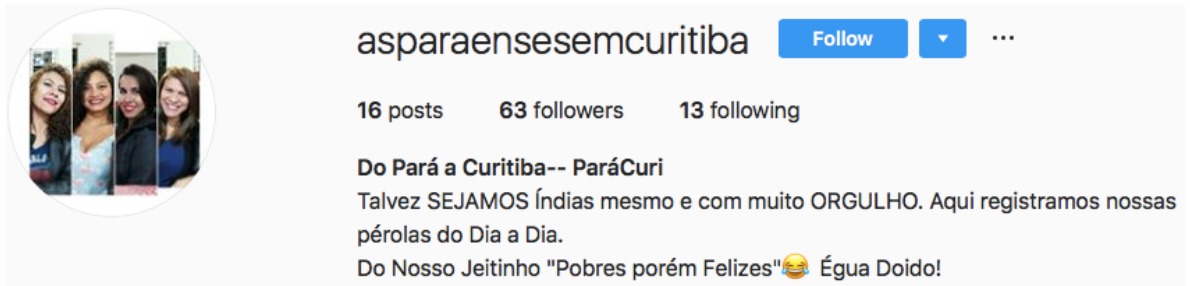 asparaensesemcuritiba Follow ...
16 posts 63 followers 13 following
Do Pará a Curitiba-- ParáCuri
Talvez SEJAMOS Índias mesmo e com muito ORGULHO. Aqui registramos nossas
pérolas do Dia a Dia.
Do Nosso Jeitinho "Pobres porém Felizes"😂 Égua Doido!